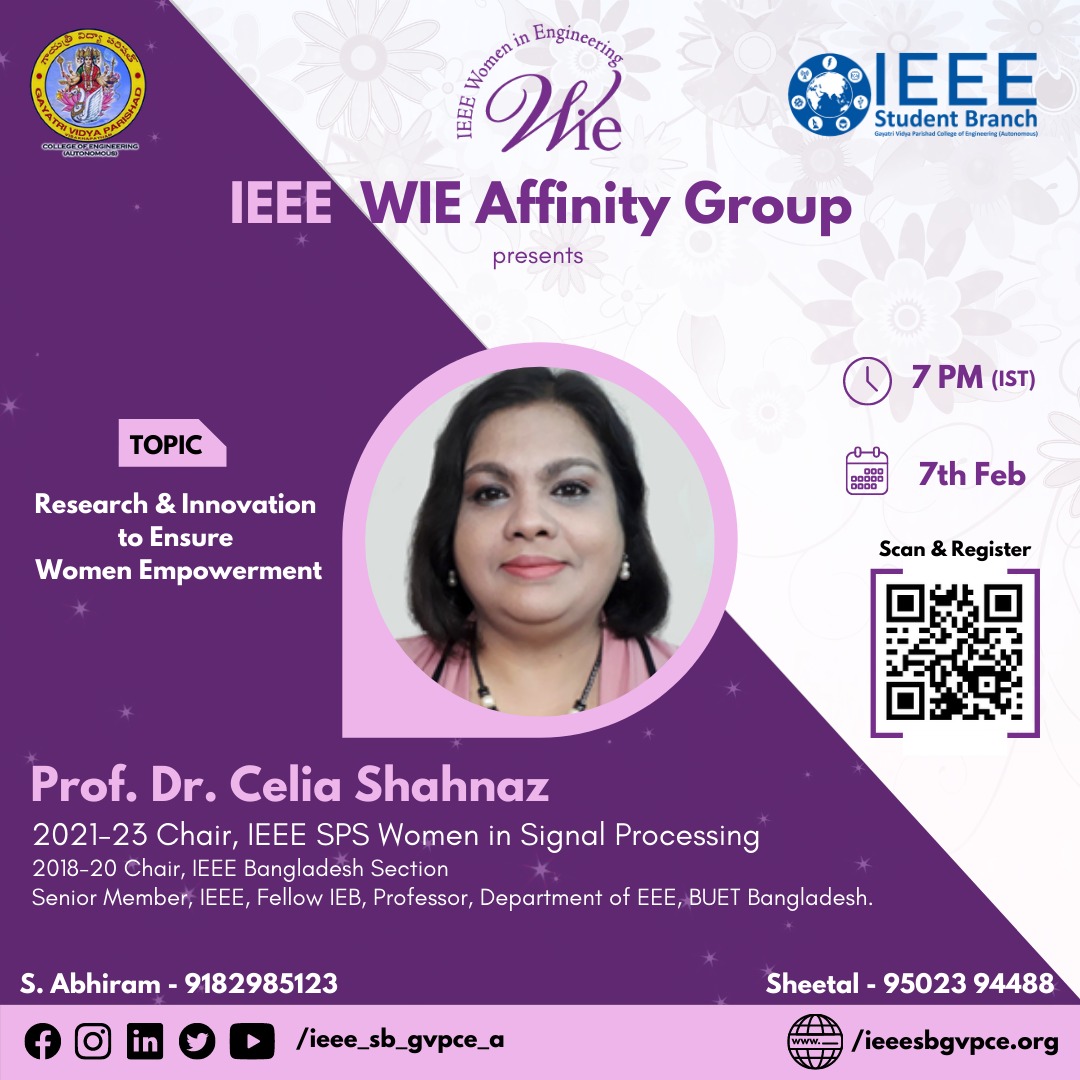 గాయత్రి విద్యా పరిషత్
GAYATRI VIDYA PARISHAD
COLLEGE OF ENGINEERING
(AUTONOMOUS)
IEEE Women in Engineering
Wie
IEEE
Student Branch
Gayatri Vidya Parishad College of Engineering (Autonomous)
IEEE WIE Affinity Group
presents
7 PM (IST)
7th Feb
TOPIC
Research & Innovation
to Ensure
Women Empowerment
Scan & Register
Prof. Dr. Celia Shahnaz
2021-23 Chair, IEEE SPS Women in Signal Processing
2018-20 Chair, IEEE Bangladesh Section
Senior Member, IEEE, Fellow IEB, Professor, Department of EEE, BUET Bangladesh.
S. Abhiram - 9182985123
Sheetal - 95023 94488
/ieee_sb_gvpce_a
www.
/ieeesbgvpce.org